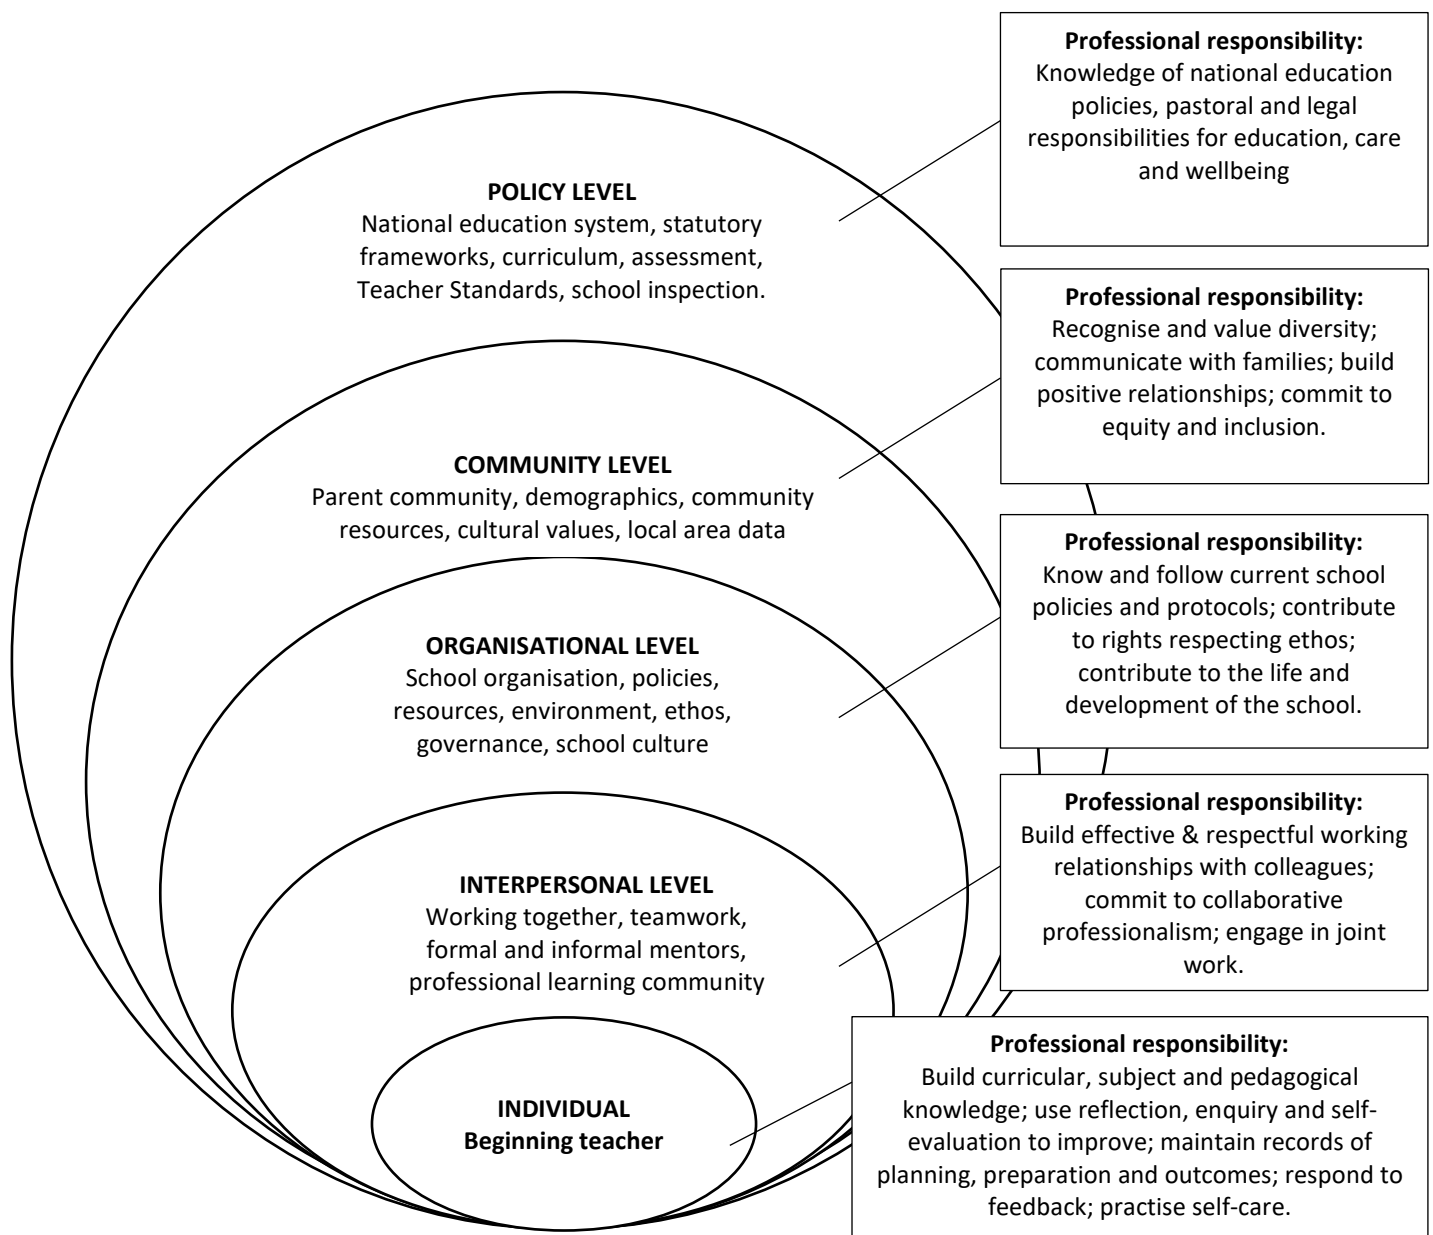 Professional responsibility:
Knowledge of national education
policies, pastoral and legal
responsibilities for education, care
and wellbeing
POLICY LEVEL
National education system, statutory
frameworks, curriculum, assessment,
Teacher Standards, school inspection.
Professional responsibility:
Recognise and value diversity;
communicate with families; build
positive relationships; commit to
equity and inclusion.
COMMUNITY LEVEL
Parent community, demographics, community
resources, cultural values, local area data
Professional responsibility:
Know and follow current school
policies and protocols; contribute
to rights respecting ethos;
contribute to the life and
development of the school.
ORGANISATIONAL LEVEL
School organisation, policies,
resources, environment, ethos,
governance, school culture
Professional responsibility:
Build effective & respectful working
relationships with colleagues;
commit to collaborative
professionalism; engage in joint
work.
INTERPERSONAL LEVEL
Working together, teamwork,
formal and informal mentors,
professional learning community
Professional responsibility:
Build curricular, subject and pedagogical
knowledge; use reflection, enquiry and self-
evaluation to improve; maintain records of
planning, preparation and outcomes; respond to
feedback; practise self-care.
INDIVIDUAL
Beginning teacher